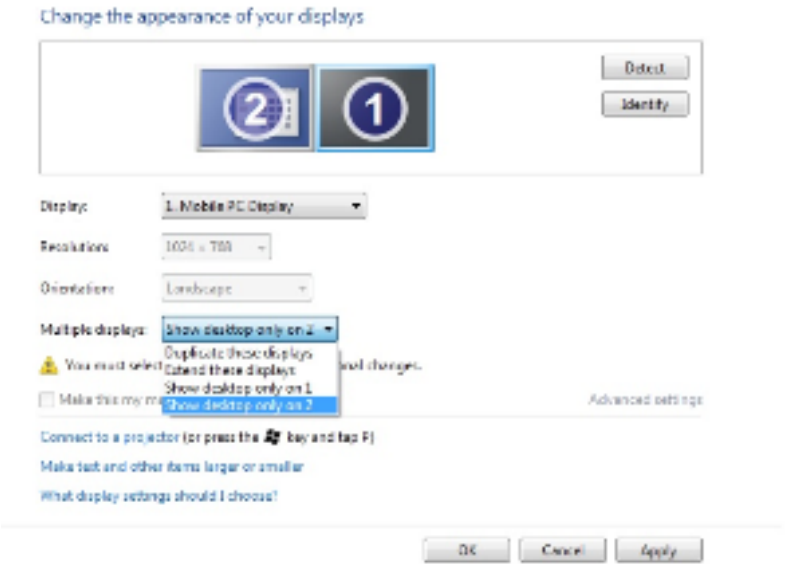 Change the appearance of your displays
2 1
Detect
Identify
Display: 1. Mobile PC Display
Resolution: 1024 × 768
Orientation: Landscape
Multiple displays: Show desktop only on 2
Duplicate these displays
Extend these displays
Show desktop only on 1
Show desktop only on 2
You must select onal changes.
Make this my m Advanced settings
Connect to a projector (or press the key and tap P)
Make text and other items larger or smaller
What display settings should I choose?
OK Cancel Apply